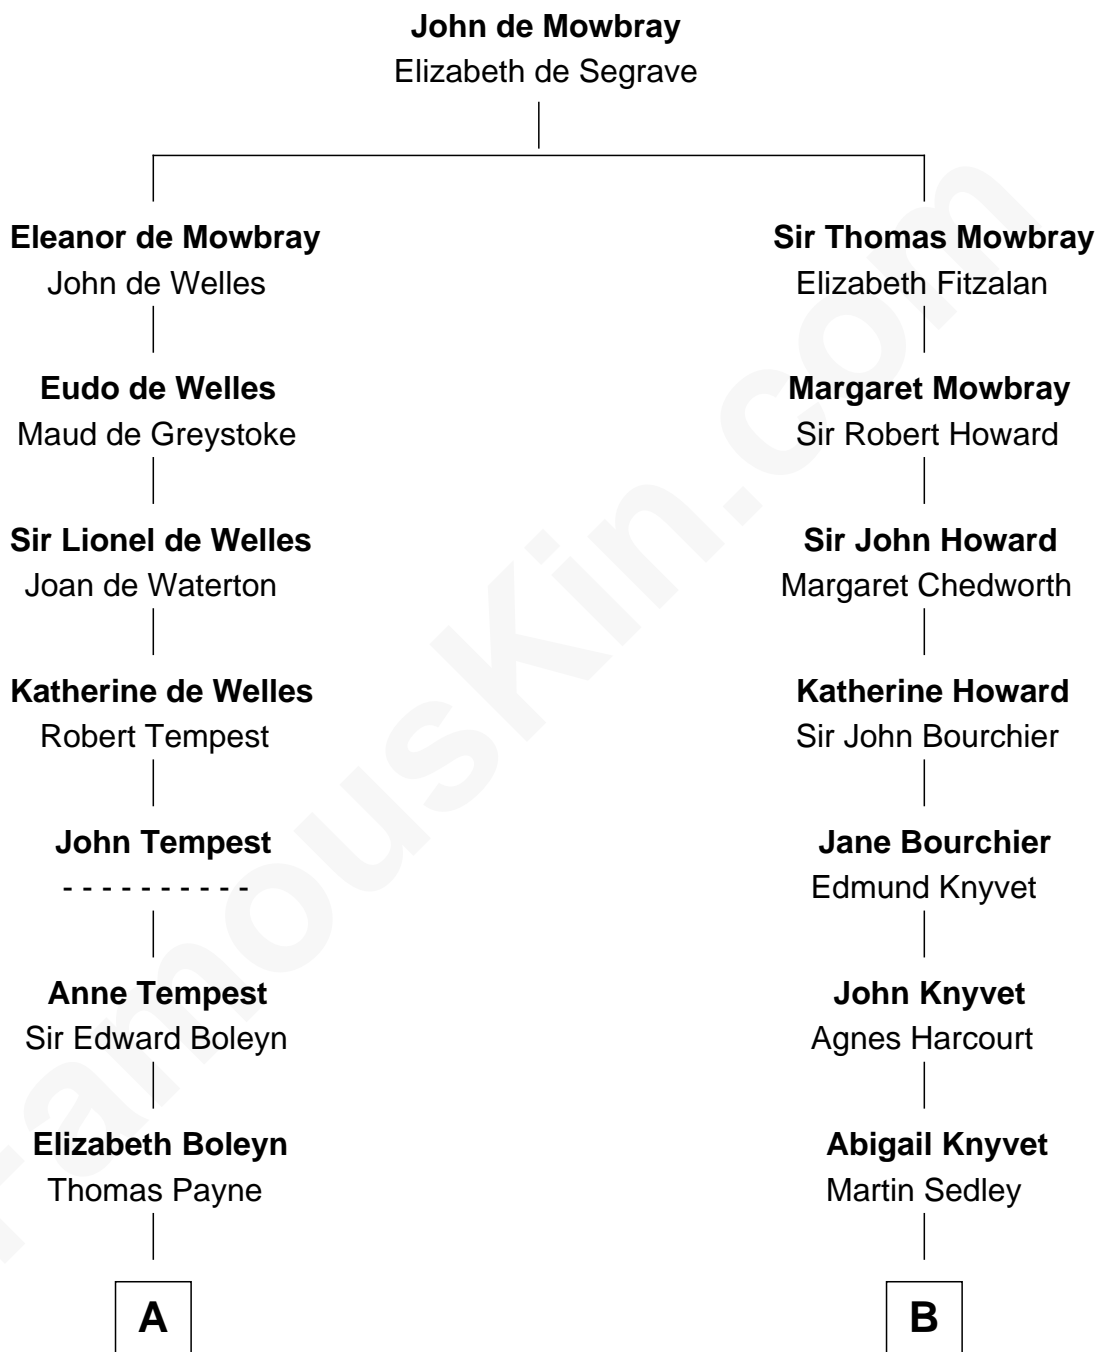 John de Mowbray
Elizabeth de Segrave
Eleanor de Mowbray
John de Welles
Sir Thomas Mowbray
Elizabeth Fitzalan
Eudo de Welles
Maud de Greystoke
Margaret Mowbray
Sir Robert Howard
Sir Lionel de Welles
Joan de Waterton
Sir John Howard
Margaret Chedworth
Katherine de Welles
Robert Tempest
Katherine Howard
Sir John Bourchier
John Tempest
- - - - - - - - - -
Jane Bourchier
Edmund Knyvet
Anne Tempest
Sir Edward Boleyn
John Knyvet
Agnes Harcourt
Elizabeth Boleyn
Thomas Payne
Abigail Knyvet
Martin Sedley
A
B
FamousKin.com